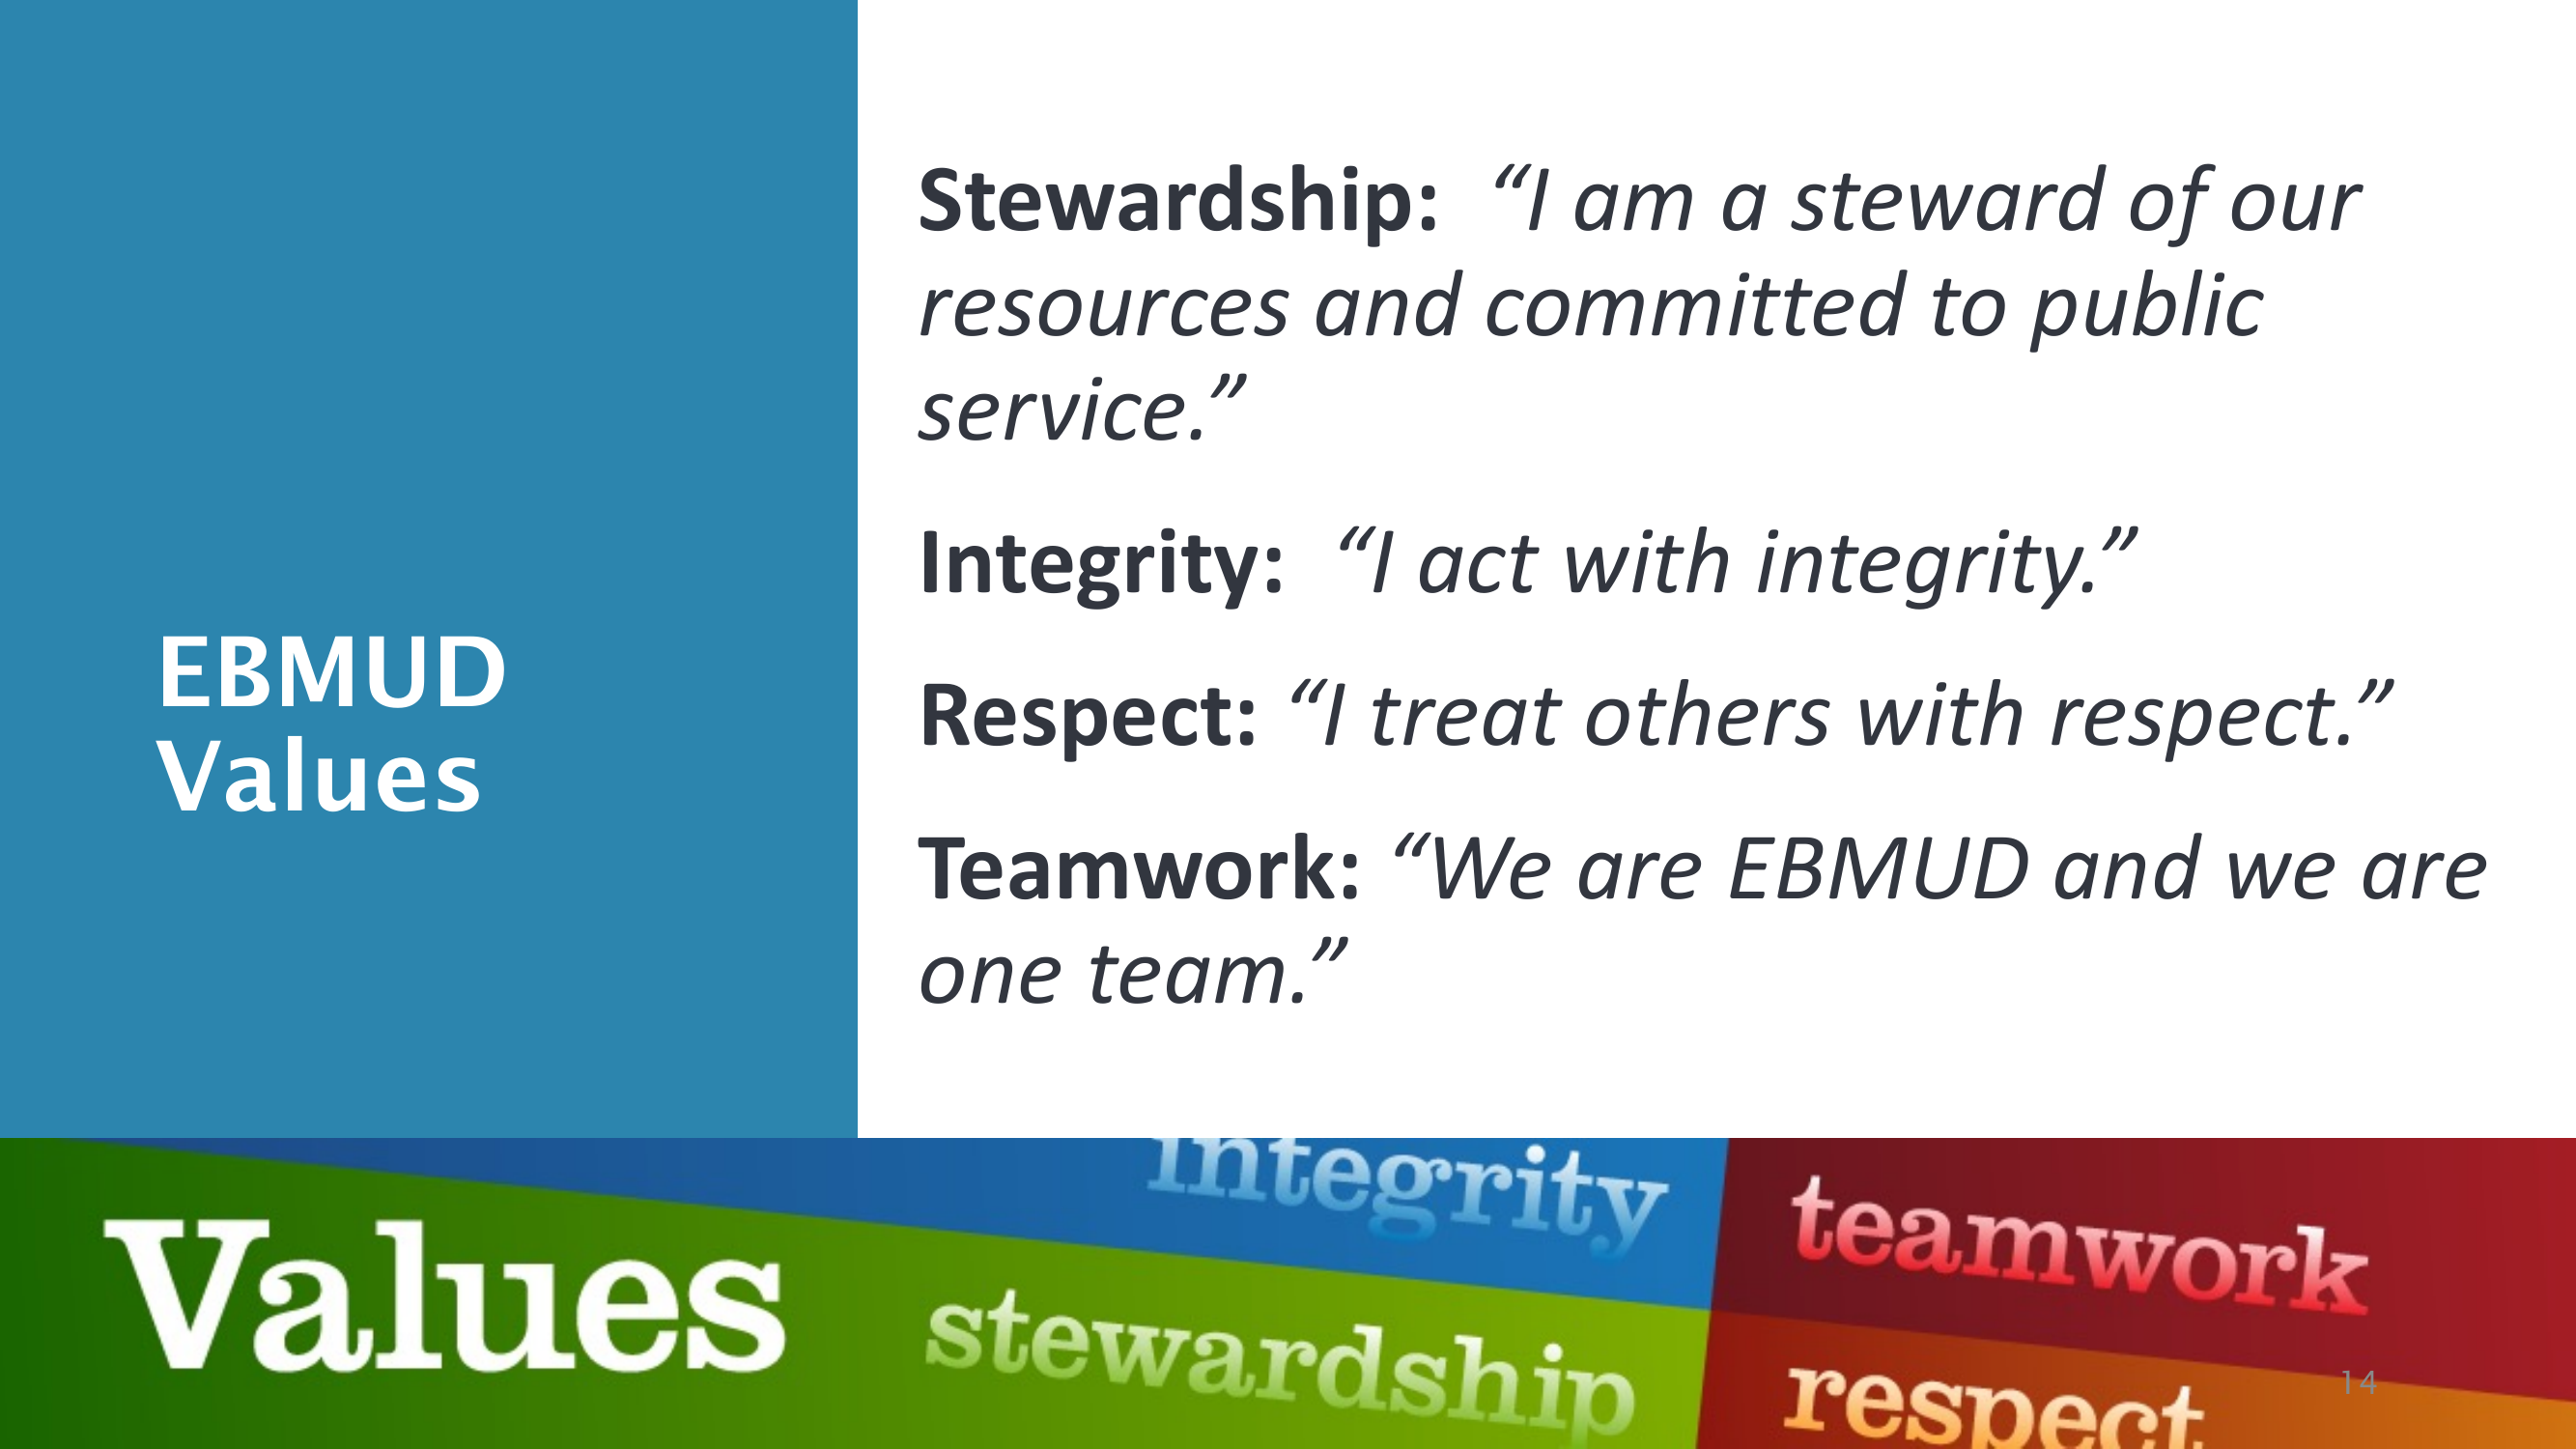 EBMUD
Values
Stewardship: “I am a steward of our
resources and committed to public
service.”
Integrity: “I act with integrity.”
Respect: “I treat others with respect.”
Teamwork: “We are EBMUD and we are
one team.”
Values
integrity
stewardship
teamwork
respect
14